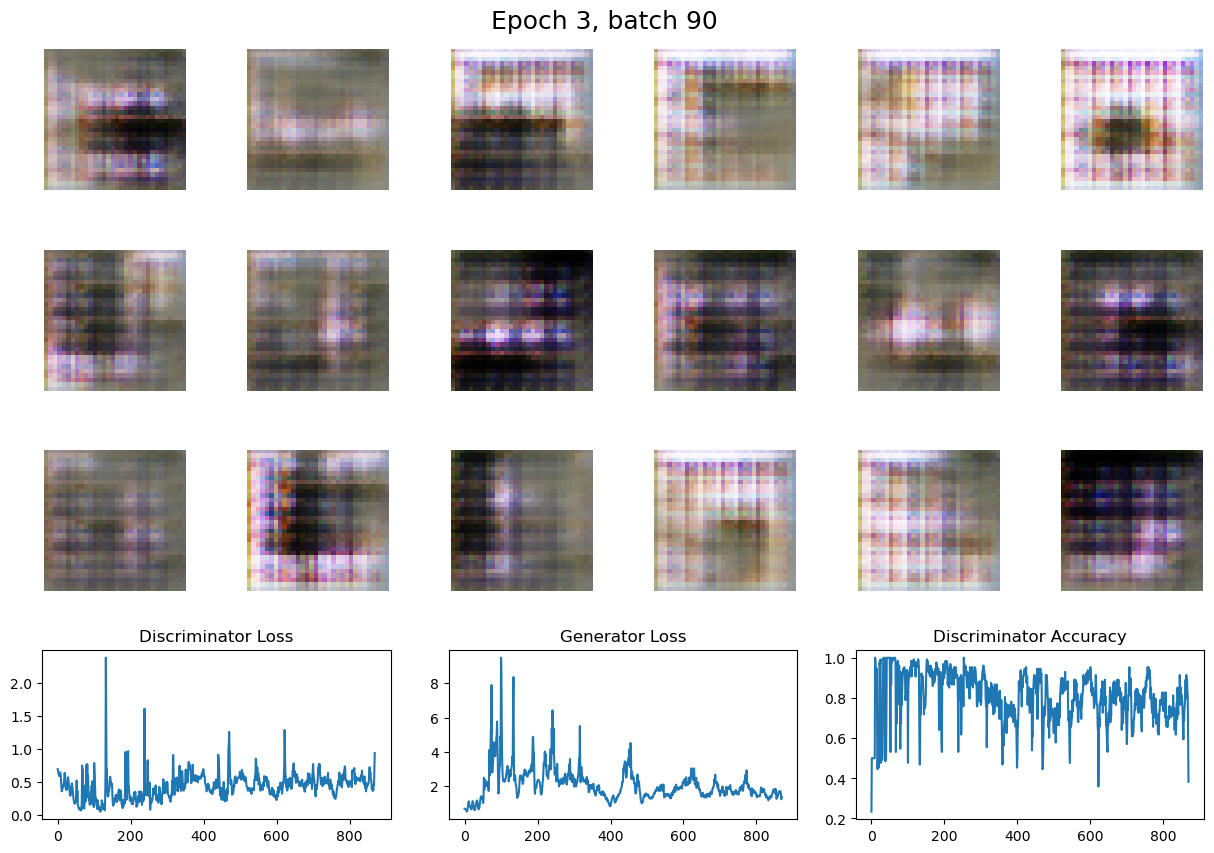 Epoch 3, batch 90
Discriminator Loss
Generator Loss
Discriminator Accuracy
2.0
1.5
1.0
0.5
0.0
0 200 400 600 800
8
6
4
2
0 200 400 600 800
1.0
0.8
0.6
0.4
0.2
0 200 400 600 800